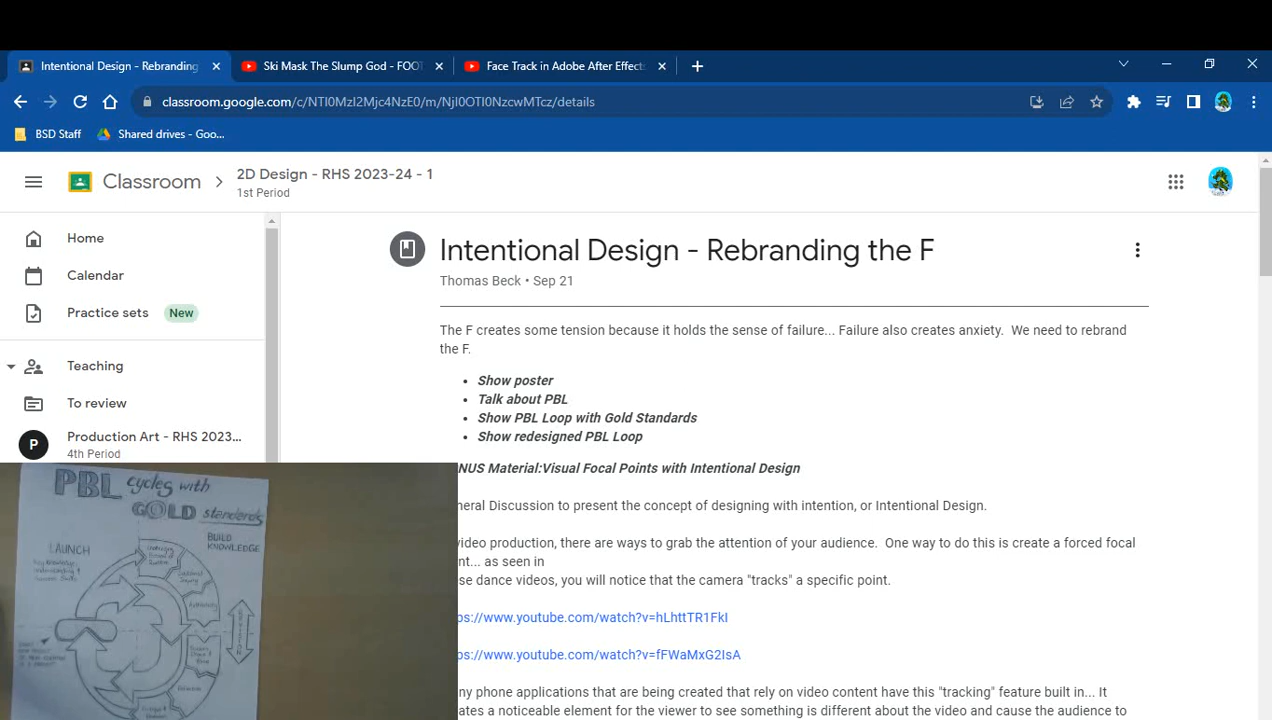 Intentional Design - Rebranding
Ski Mask The Slump God - FOOT
Face Track in Adobe After Effects
classroom.google.com/c/NTI0MzI2Mjc4NzE0/m/NjI0OTI0NzcwMTcz/details
BSD Staff
Shared drives - Goo...
Classroom
2D Design - RHS 2023-24 - 1
1st Period
Home
Calendar
Practice sets New
Teaching
To review
P Production Art - RHS 2023...
4th Period
Intentional Design - Rebranding the F
Thomas Beck • Sep 21
The F creates some tension because it holds the sense of failure... Failure also creates anxiety. We need to rebrand
the F.
• Show poster
• Talk about PBL
• Show PBL Loop with Gold Standards
• Show redesigned PBL Loop
NUS Material:Visual Focal Points with Intentional Design
neral Discussion to present the concept of designing with intention, or Intentional Design.
video production, there are ways to grab the attention of your audience. One way to do this is create a forced focal
nt... as seen in
se dance videos, you will notice that the camera "tracks" a specific point.
ps://www.youtube.com/watch?v=hLhttTR1FkI
ps://www.youtube.com/watch?v=fFWaMxG2IsA
ny phone applications that are being created that rely on video content have this "tracking" feature built in... It
ates a noticeable element for the viewer to see something is different about the video and cause the audience to
PBL cycles with
GOLD standards
LAUNCH
BUILD
KNOWLEDGE
Key Knowledge,
Understanding &
Success Skills
Authenticity